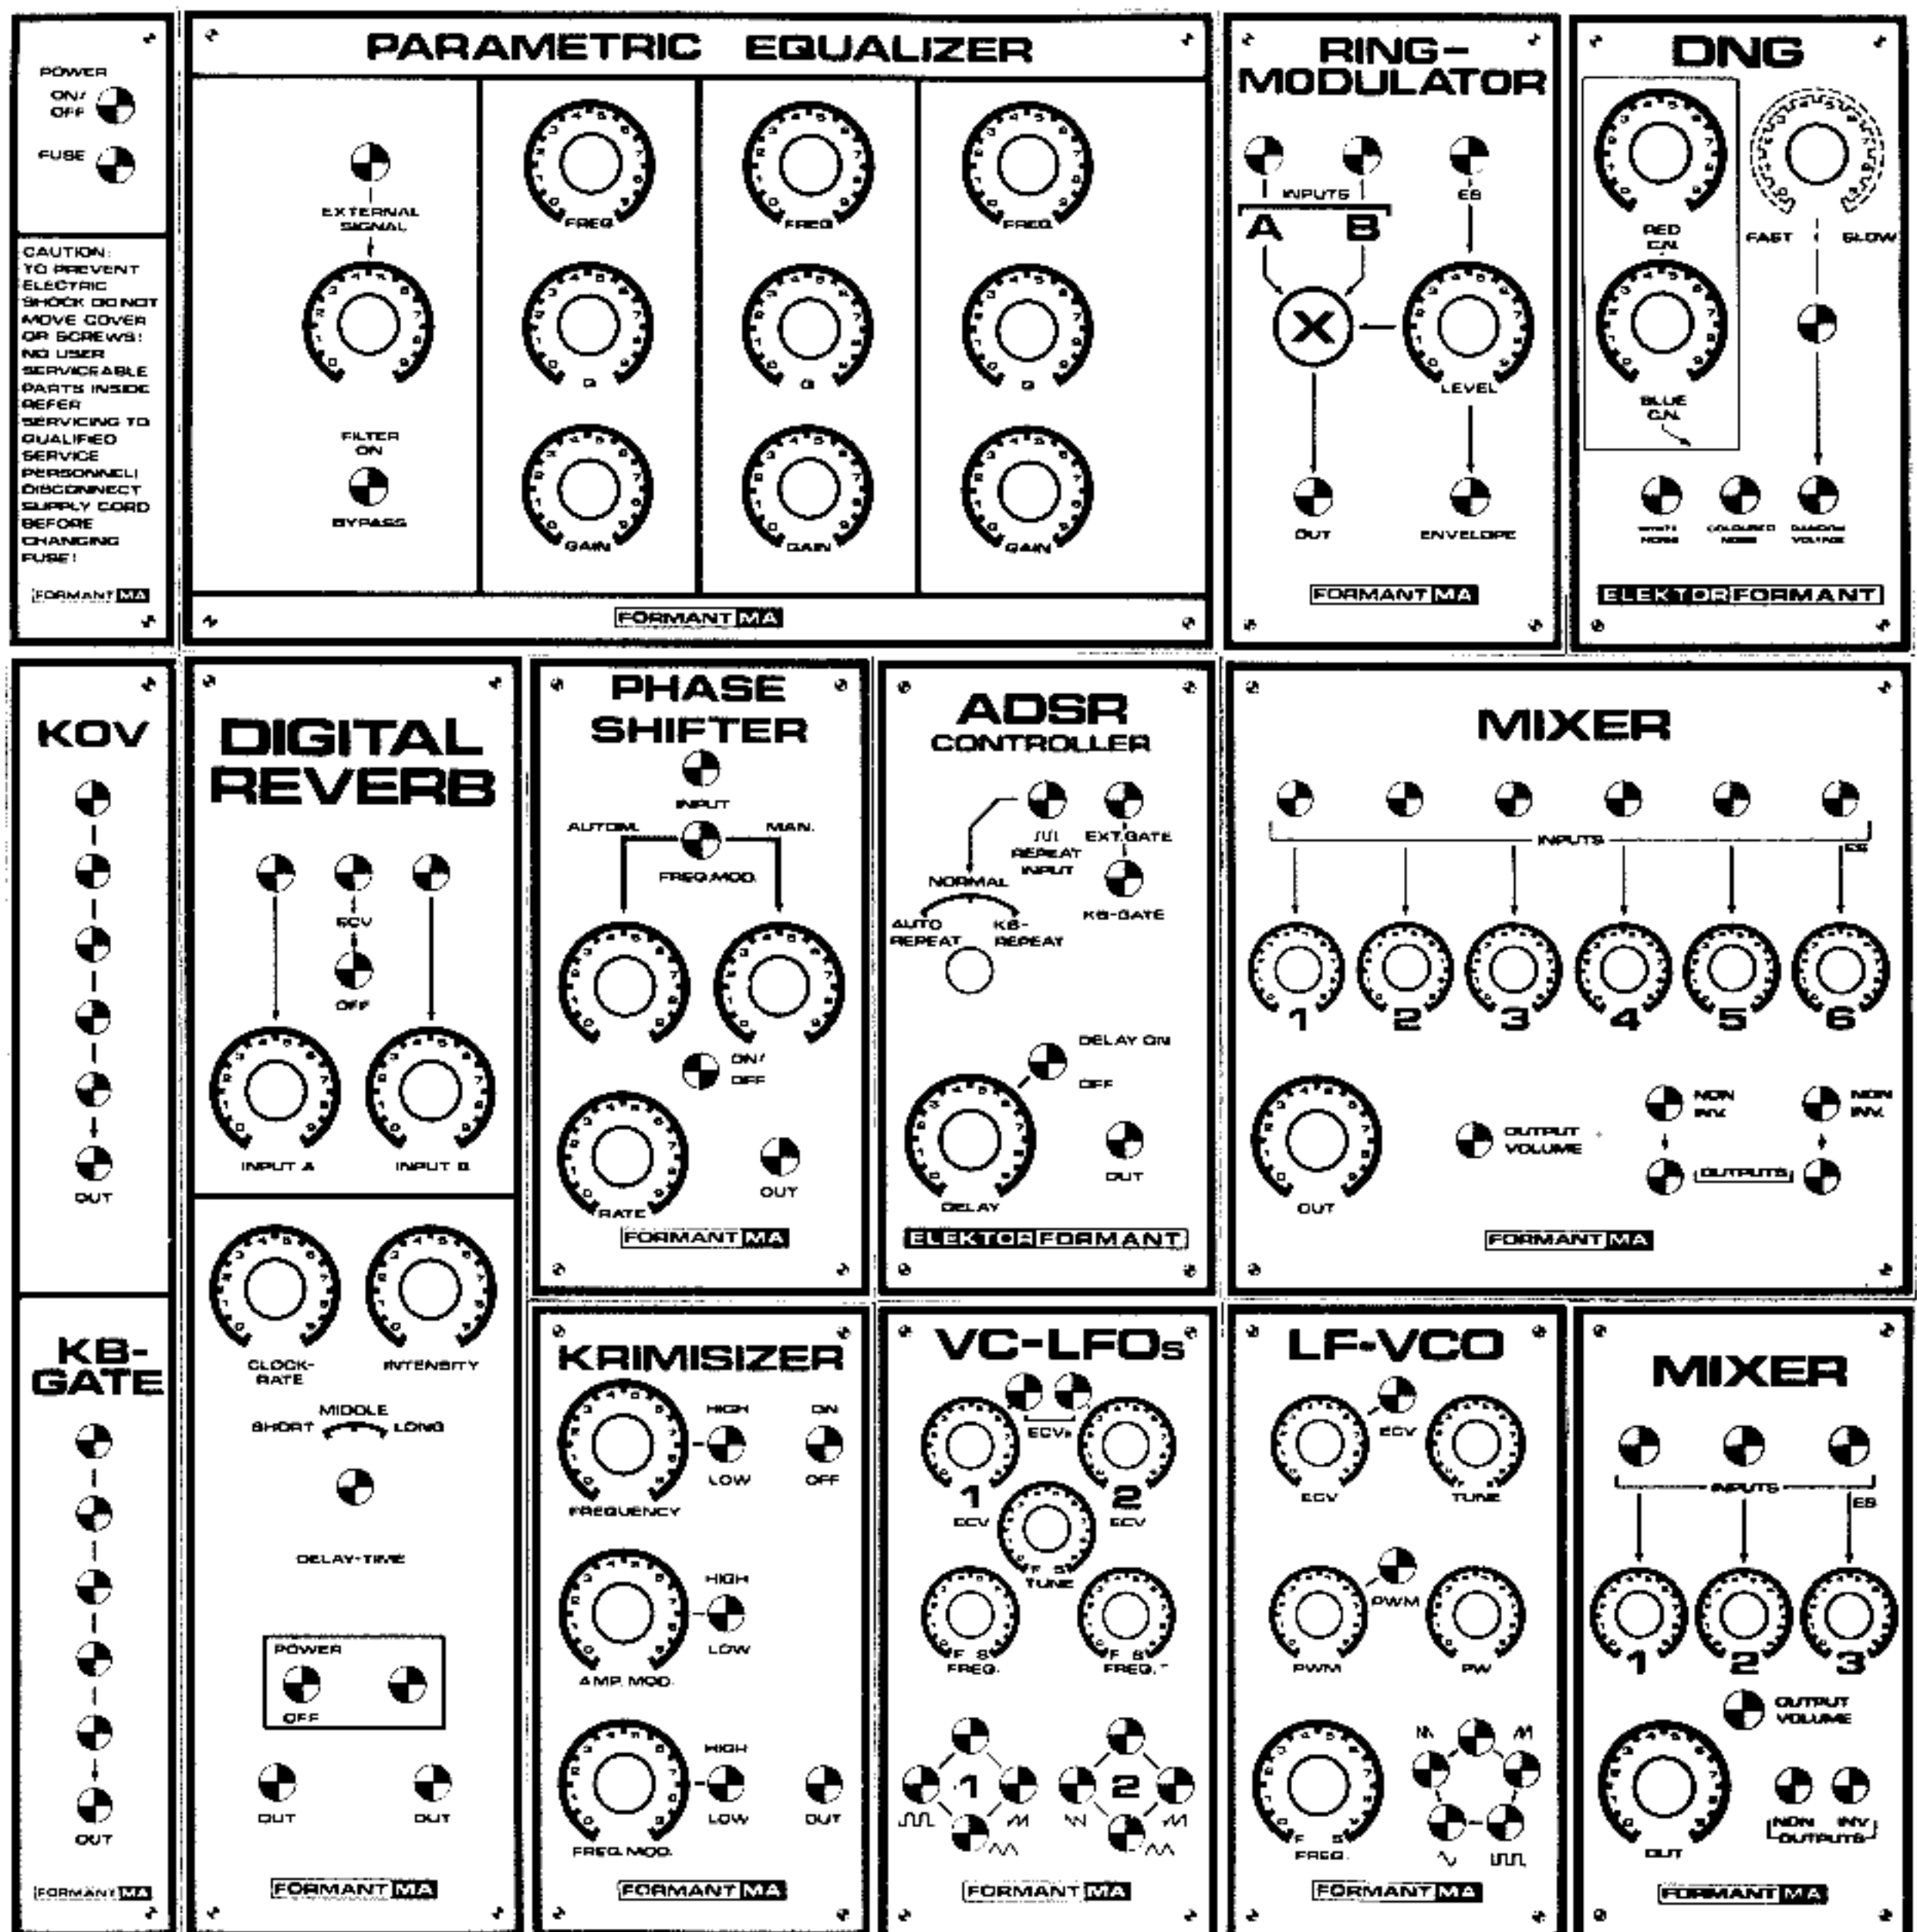 POWER
ON/
OFF
FUSE
CAUTION:
TO PREVENT
ELECTRIC
SHOCK DO NOT
MOVE COVER
OR SCREWS!
NO USER
SERVICEABLE
PARTS INSIDE
REFER
SERVICING TO
QUALIFIED
SERVICE
PERSONNEL!
DISCONNECT
SUPPLY CORD
BEFORE
CHANGING
FUSE!
FORMANT MA
PARAMETRIC EQUALIZER
EXTERNAL
SIGNAL
FILTER
ON
BYPASS
FREQ
Q
GAIN
FREQ
Q
GAIN
FREQ
Q
GAIN
FORMANT MA
RING-
MODULATOR
INPUTS
ES
A B
X
LEVEL
OUT
ENVELOPE
FORMANT MA
DNG
RED
C.N.
FAST SLOW
BLUE
C.N.
WHITE
NOISE
COLOURED
NOISE
RANDOM
VOLTAGE
ELEKTOR FORMANT
KOV
OUT
KB-
GATE
OUT
FORMANT MA
DIGITAL
REVERB
ECV
OFF
INPUT A INPUT B
CLOCK-
RATE
INTENSITY
MIDDLE
SHORT LONG
DELAY-TIME
POWER
OFF
OUT OUT
FORMANT MA
PHASE
SHIFTER
INPUT
AUTOM. MAN.
FREQ.MOD.
ON/
OFF
RATE
OUT
FORMANT MA
ADSR
CONTROLLER
REPEAT
INPUT
EXT.GATE
KB-GATE
NORMAL
AUTO
REPEAT
KB-
REPEAT
DELAY ON
OFF
DELAY
OUT
ELEKTOR FORMANT
MIXER
INPUTS
ES
1 2 3 4 5 6
OUT
OUTPUT
VOLUME
NON
INV.
NON
INV.
OUTPUTS
FORMANT MA
KRIMISIZER
HIGH
LOW
ON
OFF
FREQUENCY
HIGH
LOW
AMP. MOD.
HIGH
LOW
OUT
FREQ. MOD.
FORMANT MA
VC-LFOs
ECVs
1 2
ECV ECV
F S
TUNE
F S
FREQ.
F S
FREQ.
1 2
FORMANT MA
LF-VCO
ECV
ECV TUNE
PWM
PWM PW
F S
FREQ.
FORMANT MA
MIXER
INPUTS
ES
1 2 3
OUTPUT
VOLUME
OUT
NON INV
OUTPUTS
FORMANT MA